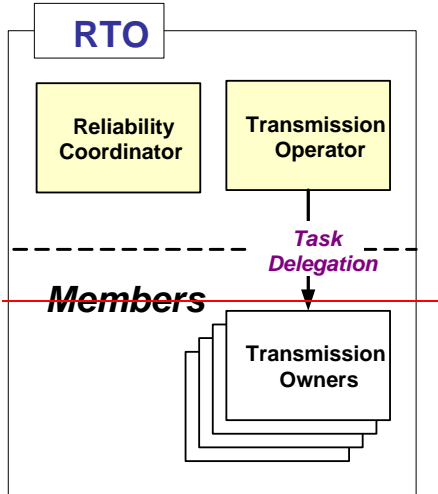 RTO
Reliability
Coordinator
Transmission
Operator
Task
Delegation
Members
Transmission
Owners